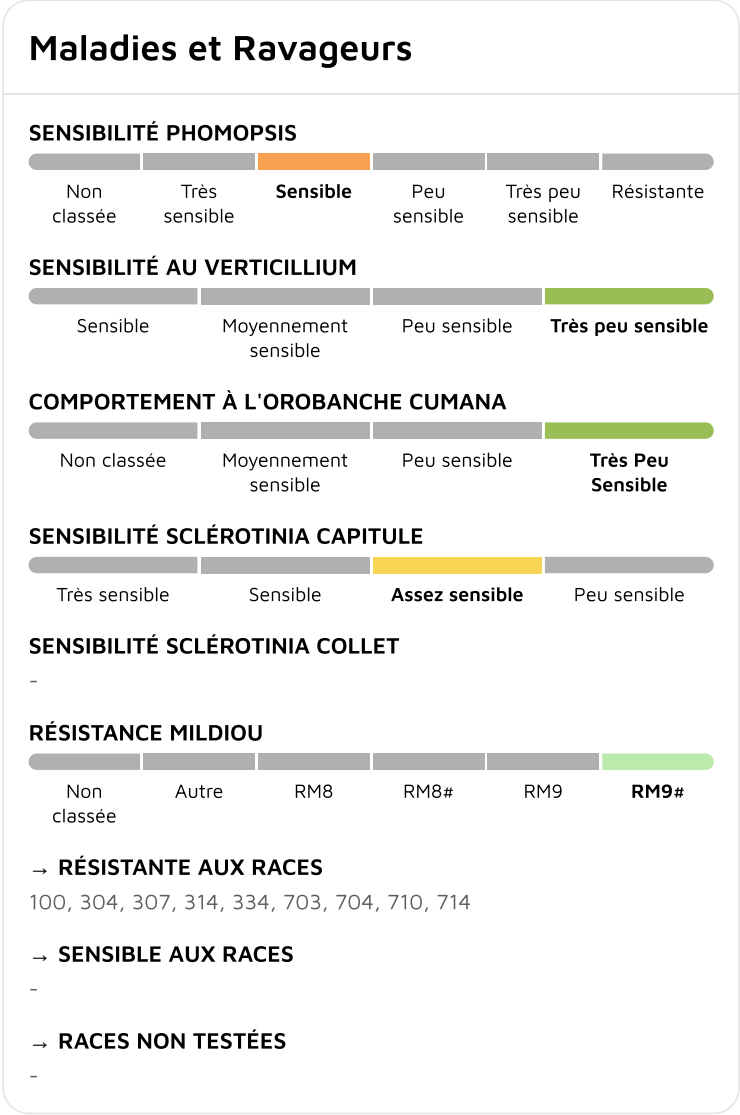 Maladies et Ravageurs
SENSIBILITÉ PHOMOPSIS
Non classée
Très sensible
Sensible
Peu sensible
Très peu sensible
Résistante
SENSIBILITÉ AU VERTICILLIUM
Sensible
Moyennement sensible
Peu sensible
Très peu sensible
COMPORTEMENT À L'OROBANCHE CUMANA
Non classée
Moyennement sensible
Peu sensible
Très Peu Sensible
SENSIBILITÉ SCLÉROTINIA CAPITULE
Très sensible
Sensible
Assez sensible
Peu sensible
SENSIBILITÉ SCLÉROTINIA COLLET
-
RÉSISTANCE MILDIOU
Non classée
Autre
RM8
RM8#
RM9
RM9#
→ RÉSISTANTE AUX RACES
100, 304, 307, 314, 334, 703, 704, 710, 714
→ SENSIBLE AUX RACES
-
→ RACES NON TESTÉES
-